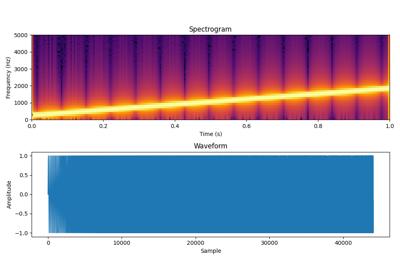 Spectrogram
5000
4000
3000
2000
1000
0
Frequency (Hz)
0.0 0.2 0.4 0.6 0.8 1.0
Time (s)
Waveform
1.0
0.5
0.0
−0.5
−1.0
Amplitude
0 10000 20000 30000 40000
Sample